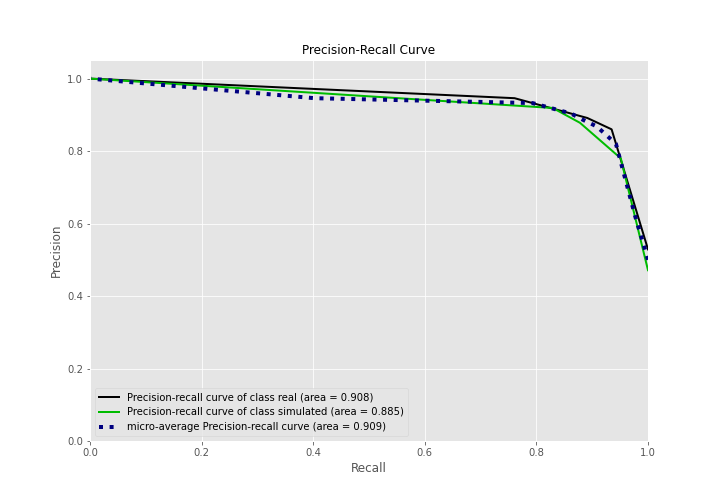 Precision-Recall Curve
1.0
0.8
0.6
0.4
0.2
0.0
Precision
Precision-recall curve of class real (area = 0.908)
Precision-recall curve of class simulated (area = 0.885)
micro-average Precision-recall curve (area = 0.909)
0.0 0.2 0.4 0.6 0.8 1.0
Recall